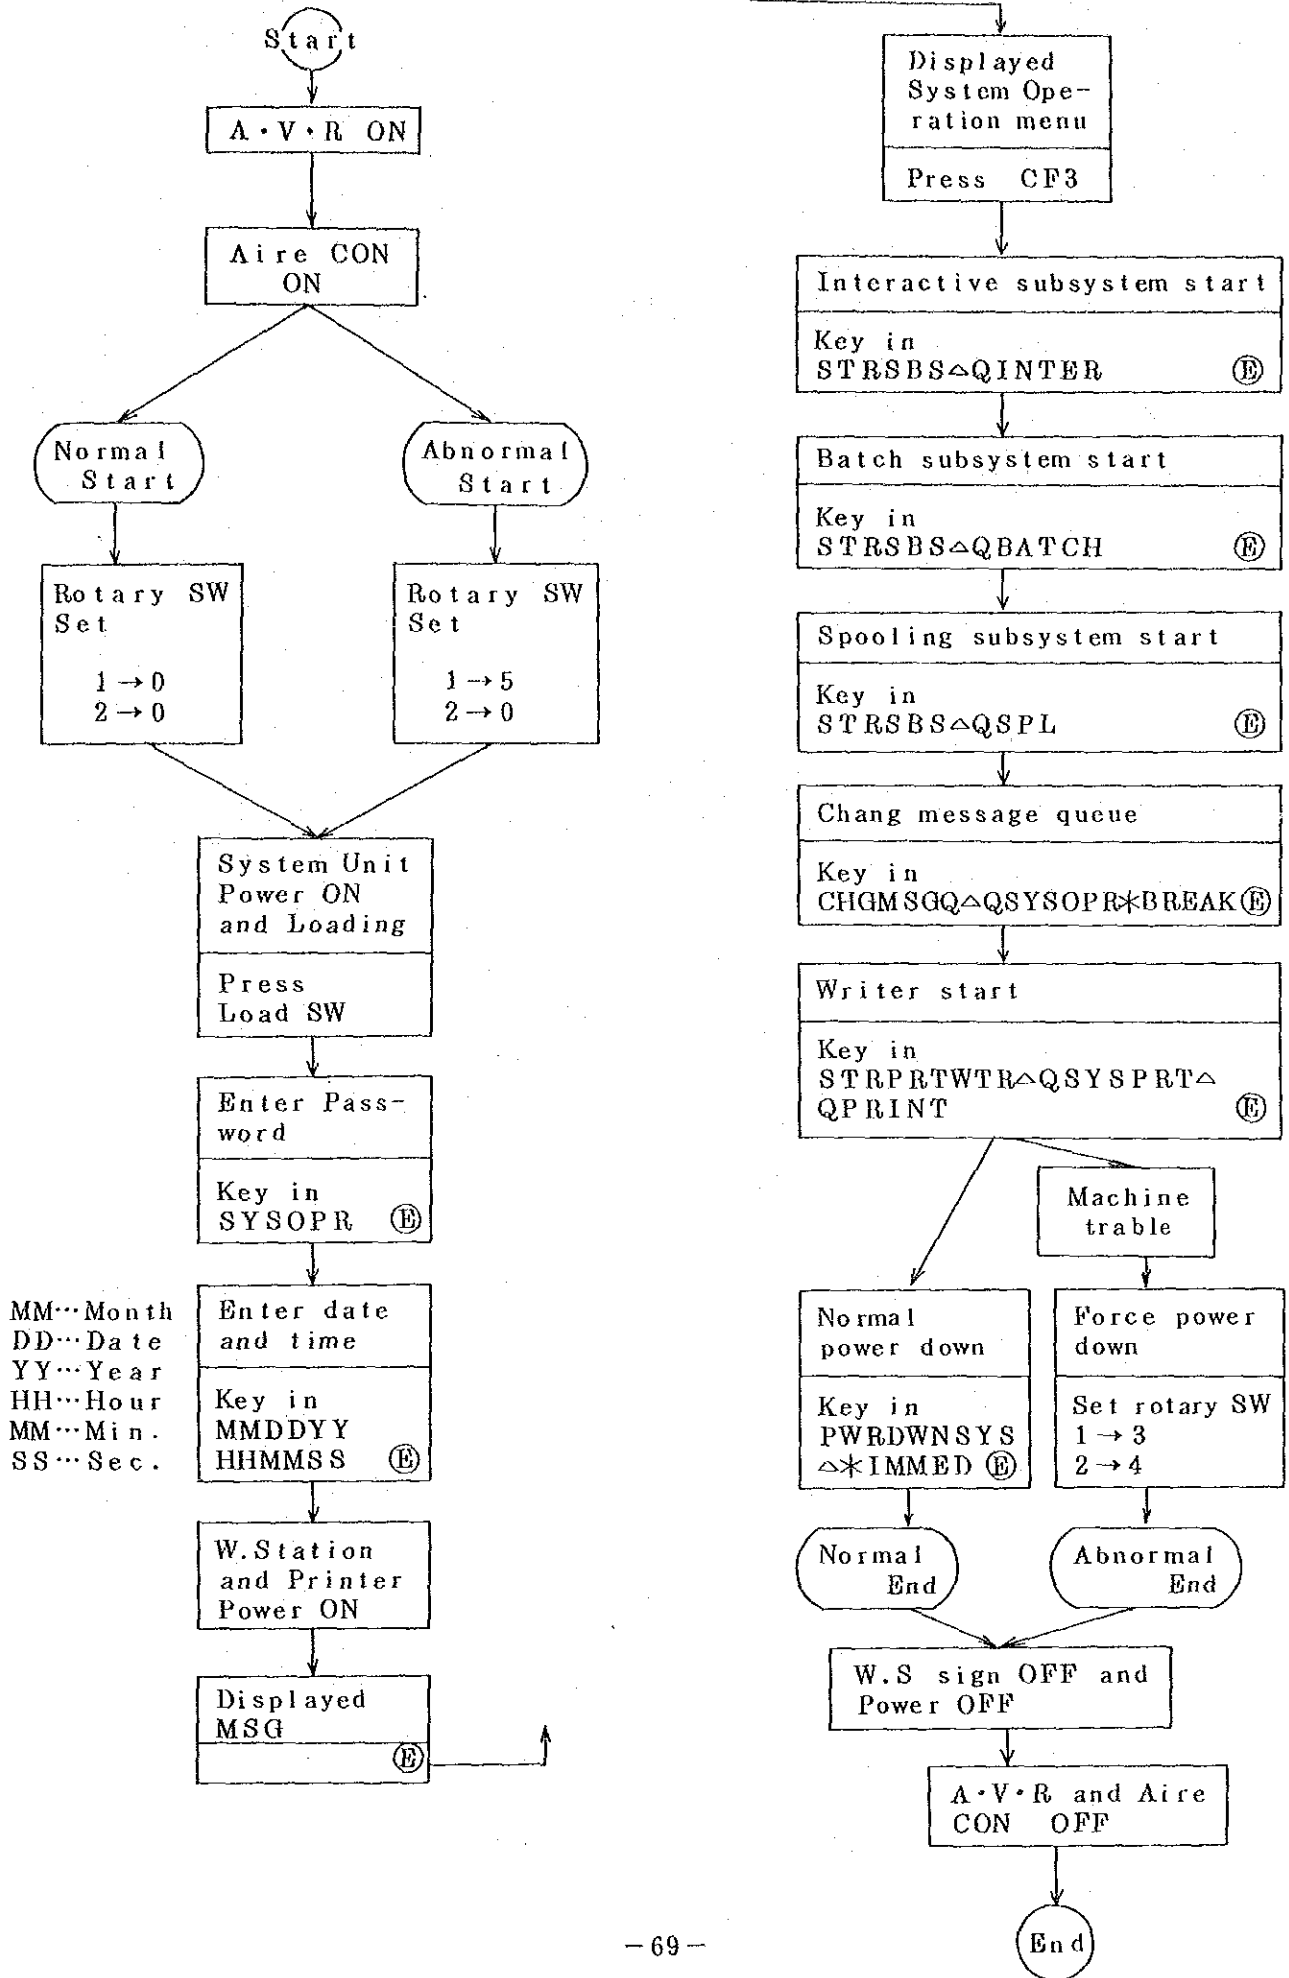 Start
A・V・R ON
Aire CON
ON
Normal
Start
Abnormal
Start
Rotary SW
Set
1→0
2→0
Rotary SW
Set
1→5
2→0
System Unit
Power ON
and Loading
Press
Load SW
Enter Pass-
word
Key in
SYSOPR Ⓔ
MM…Month
DD…Date
YY…Year
HH…Hour
MM…Min.
SS…Sec.
Enter date
and time
Key in
MMDDYY
HHMMSS Ⓔ
W.Station
and Printer
Power ON
Displayed
MSG
Ⓔ
Displayed
System Ope-
ration menu
Press CF3
Interactive subsystem start
Key in
STRSBS△QINTER Ⓔ
Batch subsystem start
Key in
STRSBS△QBATCH Ⓔ
Spooling subsystem start
Key in
STRSBS△QSPL Ⓔ
Chang message queue
Key in
CHGMSGQ△QSYSOPR*BREAK Ⓔ
Writer start
Key in
STRPRTWTR△QSYSPRT△
QPRINT Ⓔ
Machine
trable
Normal
power down
Key in
PWRDWNSYS
△*IMMED Ⓔ
Force power
down
Set rotary SW
1→3
2→4
Normal
End
Abnormal
End
W.S sign OFF and
Power OFF
A・V・R and Aire
CON OFF
End
-69-